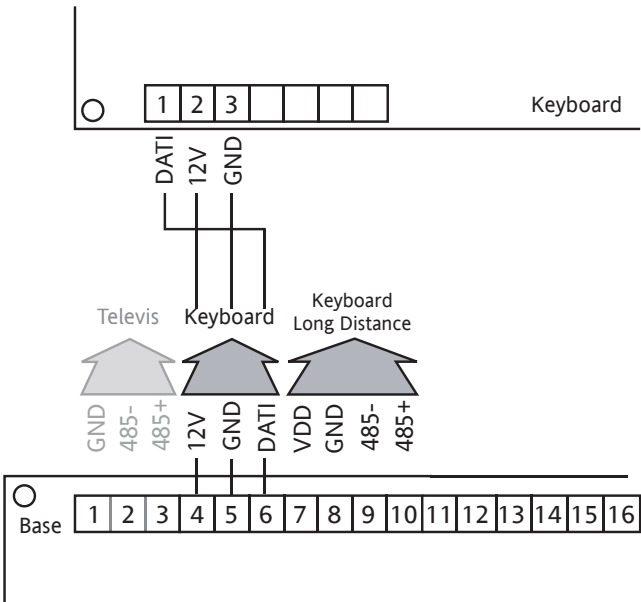 1 2 3
Keyboard
DATI
12V
GND
Televis
Keyboard
Keyboard
Long Distance
GND
485-
485+
12V
GND
DATI
VDD
GND
485-
485+
Base
1 2 3 4 5 6 7 8 9 10 11 12 13 14 15 16